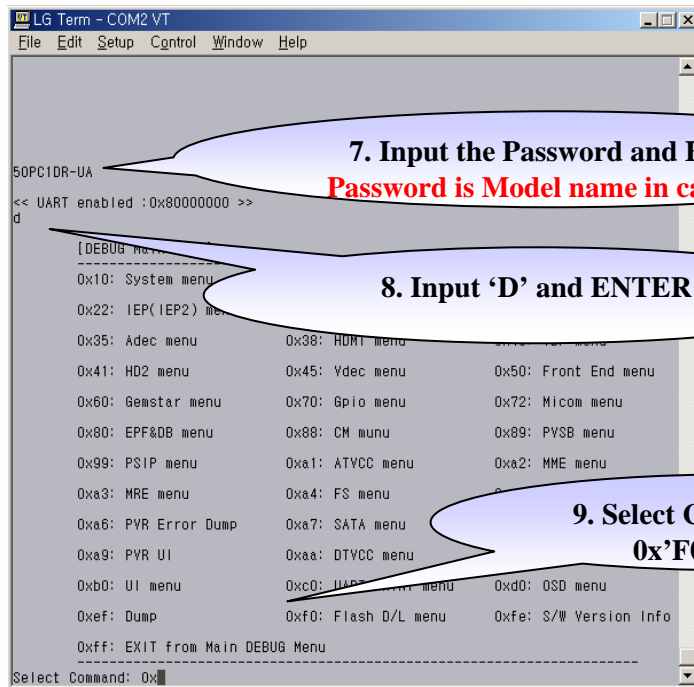 LG Term - COM2 VT
File Edit Setup Control Window Help
7. Input the Password and
Password is Model name in
50PC1DR-UA
<< UART enabled :0x80000000 >>
d
[DEBUG
8. Input ‘D’ and ENTER
0x10: System menu
0x22: IEP(IEP2)
0x35: Adec menu 0x38: HDMI menu
0x41: HD2 menu 0x45: Vdec menu 0x50: Front End menu
0x60: Gemstar menu 0x70: Gpio menu 0x72: Micom menu
0x80: EPF&DB menu 0x88: CM munu 0x89: PVSB menu
0x99: PSIP menu 0xa1: ATVCC menu 0xa2: MME menu
0xa3: MRE menu 0xa4: FS menu
9. Select
0x’F0
0xa6: PVR Error Dump 0xa7: SATA menu
0xa9: PVR UI 0xaa: DTVCC menu
0xb0: UI menu 0xc0: menu 0xd0: OSD menu
0xef: Dump 0xf0: Flash D/L menu 0xfe: S/W Version Info
0xff: EXIT from Main DEBUG Menu
Select Command: 0x